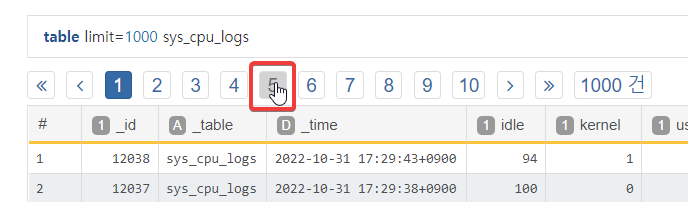 table limit=1000 sys_cpu_logs
« ‹ 1 2 3 4 5 6 7 8 9 10 › » 1000 건
# 1 _id A _table D _time 1 idle 1 kernel 1 us
1 12038 sys_cpu_logs 2022-10-31 17:29:43+0900 94 1
2 12037 sys_cpu_logs 2022-10-31 17:29:38+0900 100 0